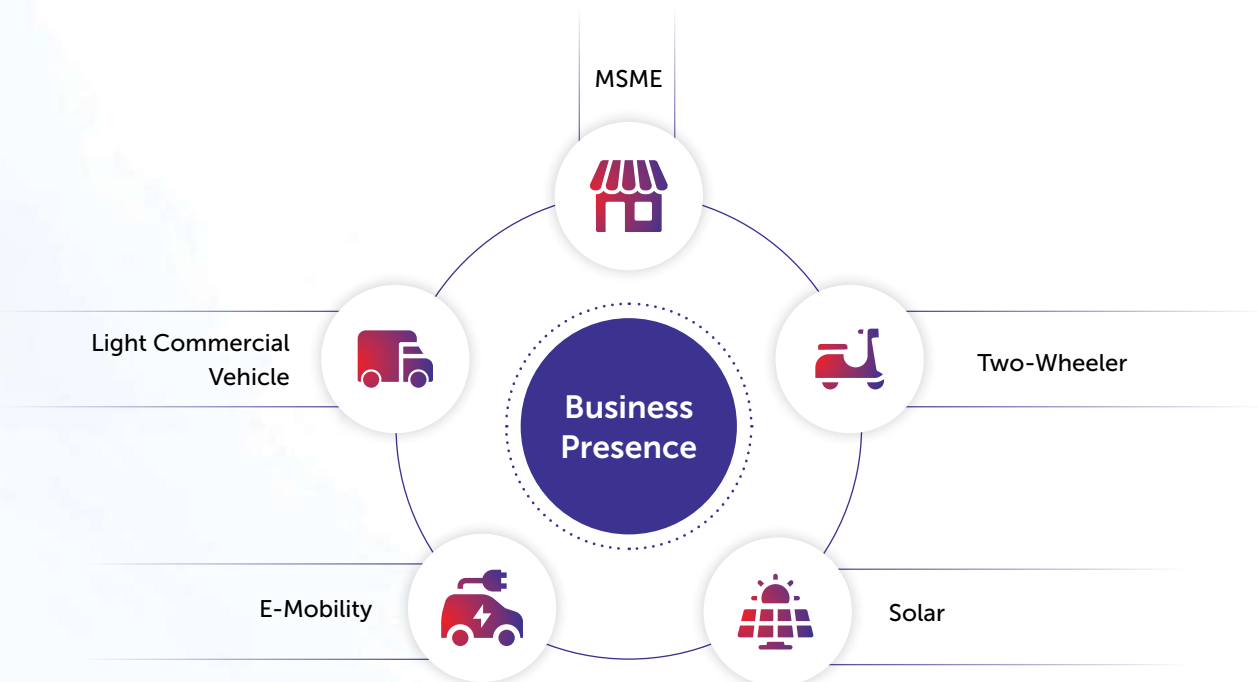 MSME
Light Commercial
Vehicle
Two-Wheeler
Business
Presence
E-Mobility
Solar